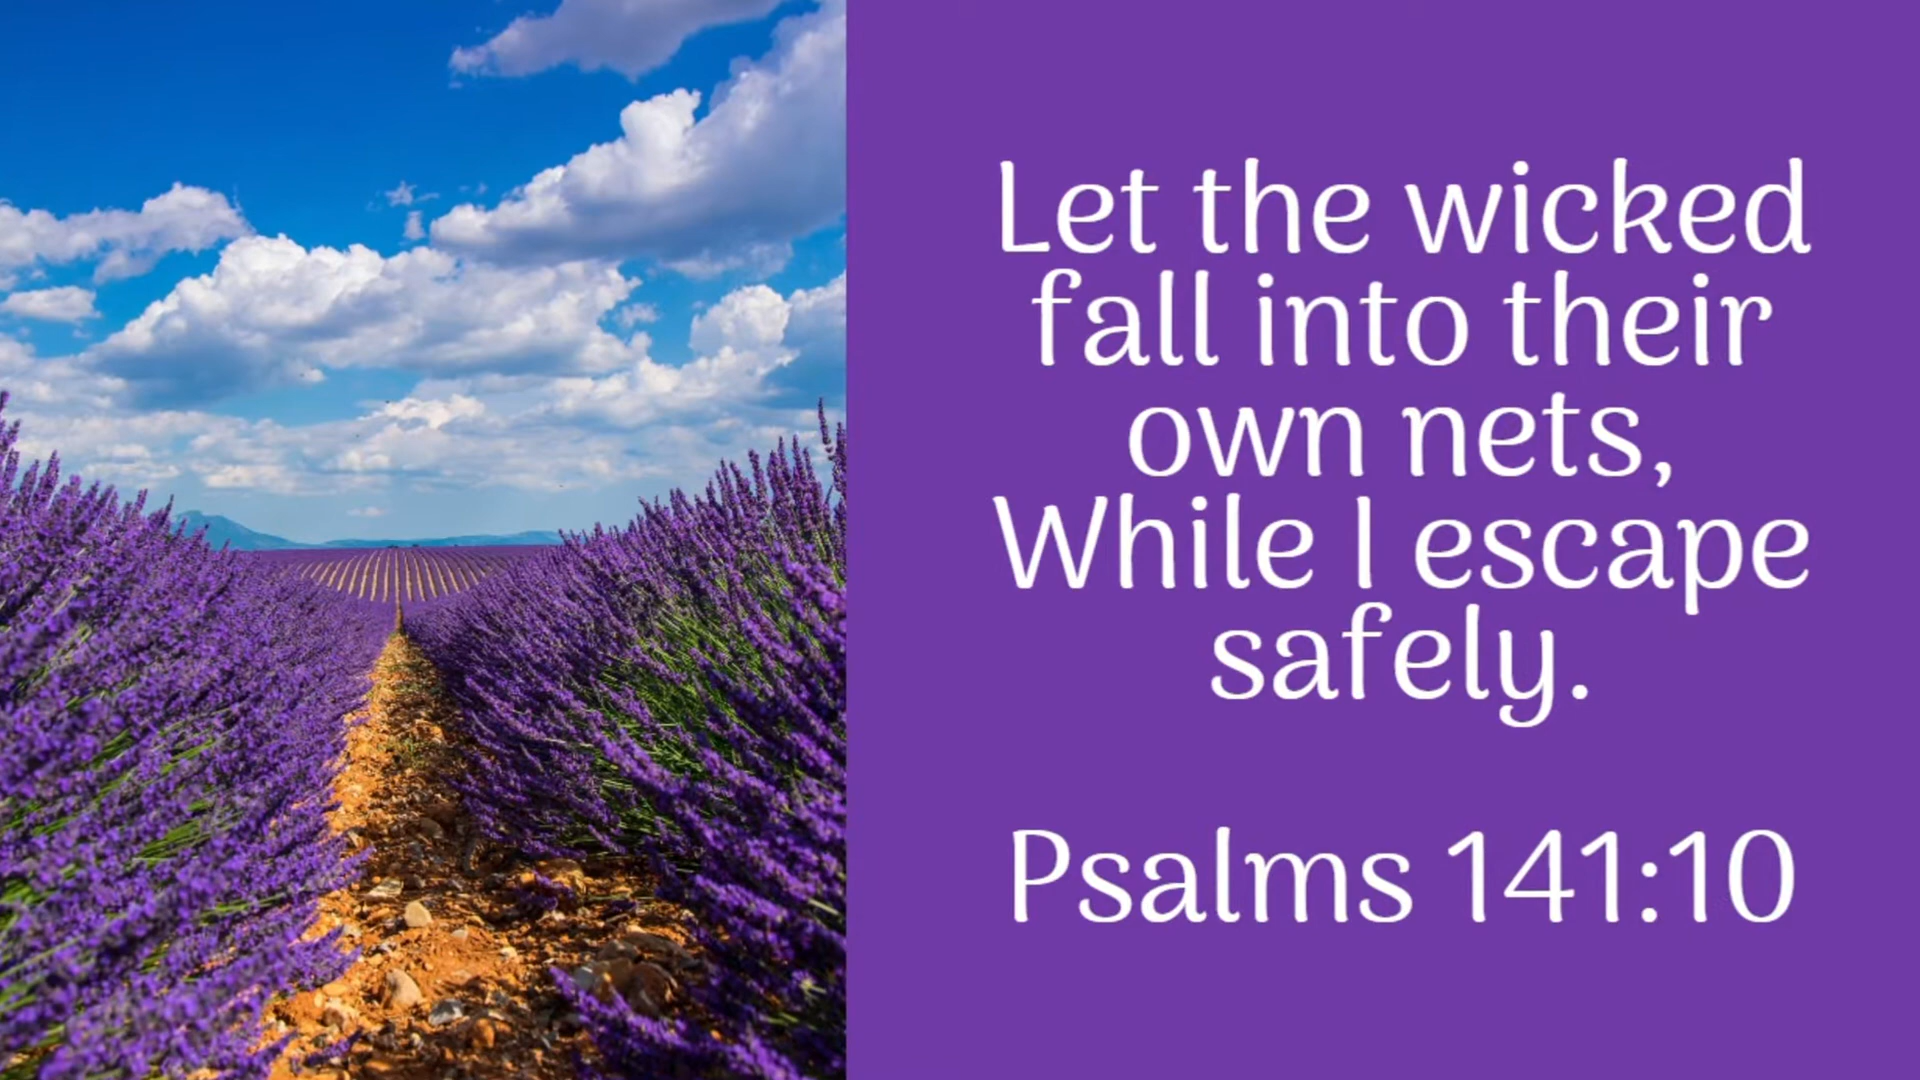 Let the wicked
fall into their
own nets,
While I escape
safely.
Psalms 141:10